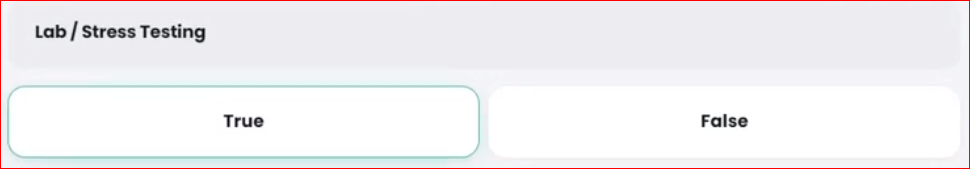 Lab / Stress Testing
True
False